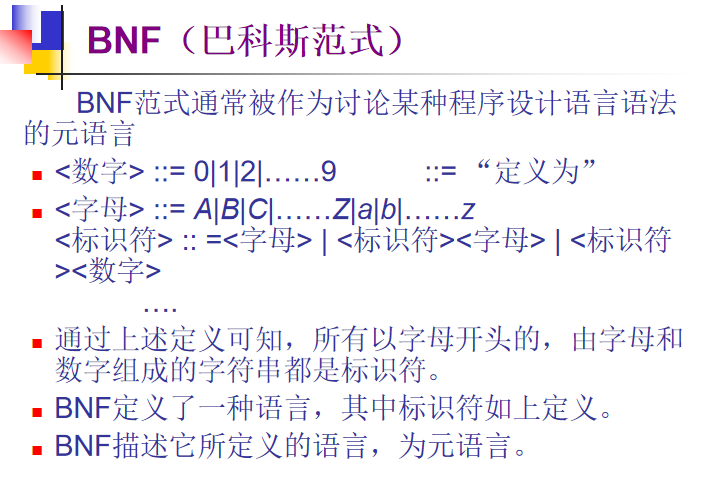 BNF（巴科斯范式）
BNF范式通常被作为讨论某种程序设计语言语法
的元语言
<数字> ::= 0|1|2|……9 ::= “定义为”
<字母> ::= A|B|C|……Z|a|b|……z
<标识符> :: =<字母> | <标识符><字母> | <标识符
><数字>
….
通过上述定义可知，所有以字母开头的，由字母和
数字组成的字符串都是标识符。
BNF定义了一种语言，其中标识符如上定义。
BNF描述它所定义的语言，为元语言。